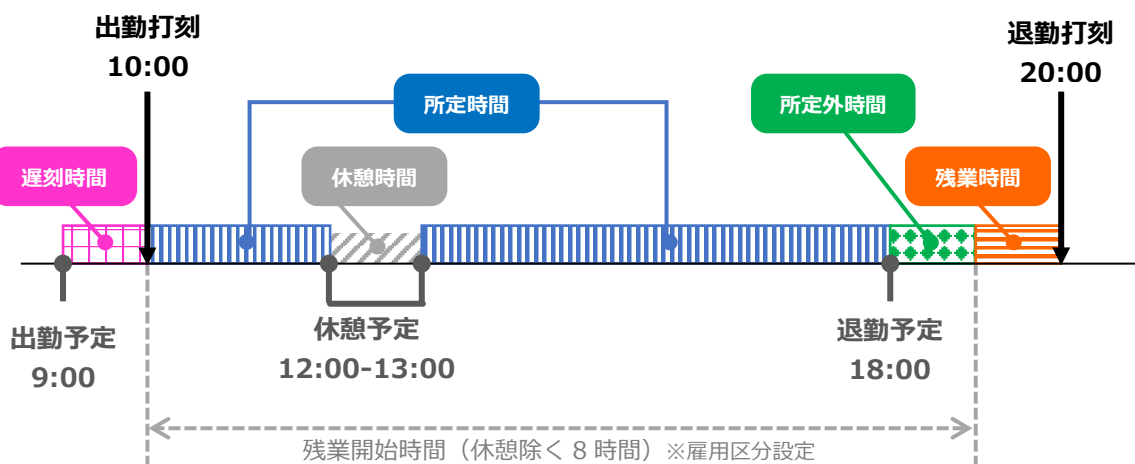 出勤打刻
10:00
退勤打刻
20:00
所定時間
所定外時間
遅刻時間
休憩時間
残業時間
出勤予定
9:00
休憩予定
12:00-13:00
退勤予定
18:00
残業開始時間（休憩除く８時間）※雇用区分設定